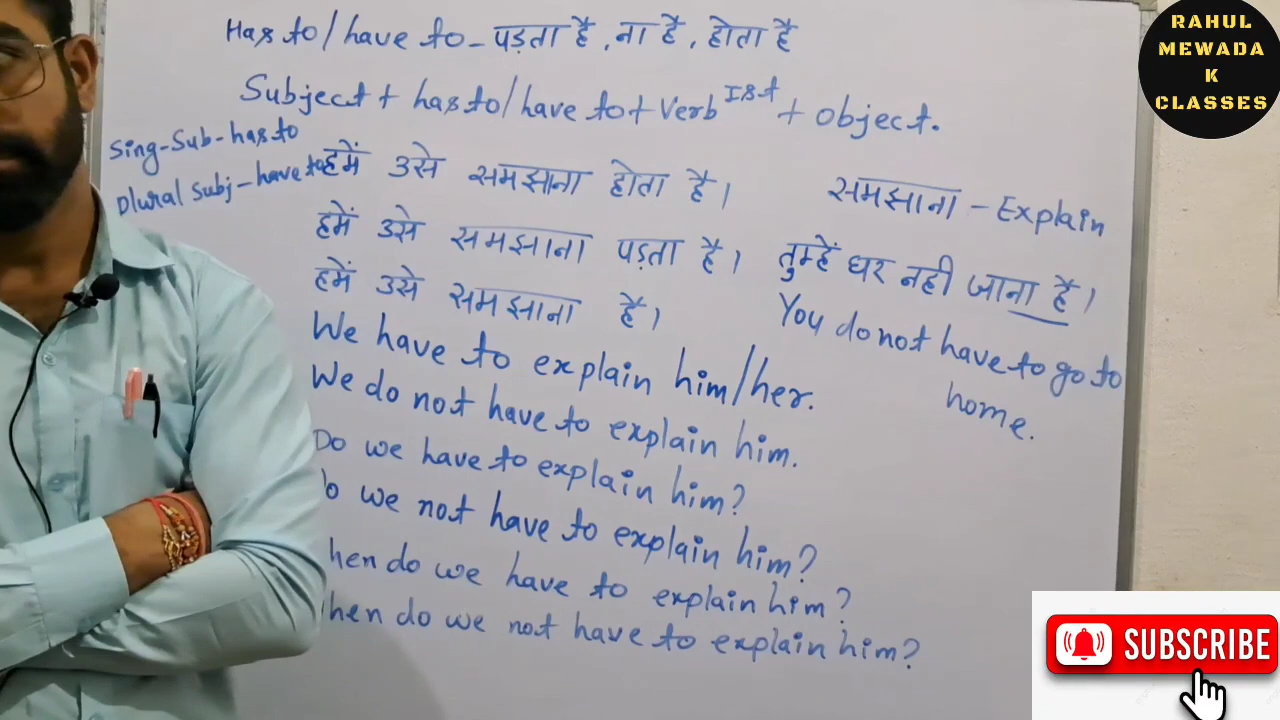 Has to/have to - पड़ता है, ना है, होता है
Subject + has to/have to + Verb Ist + object.
Sing-Sub-has to
Plural Subj-have to
हमें उसे समझाना होता है।
समझाना - Explain
हमें उसे समझाना पड़ता है।
तुम्हें घर नही जाना है।
हमें उसे समझाना है।
You do not have to go to
home.
We have to explain him/her.
We do not have to explain him.
Do we have to explain him?
o we not have to explain him?
hen do we have to explain him?
hen do we not have to explain him?
RAHUL
MEWADA
K
CLASSES
SUBSCRIBE